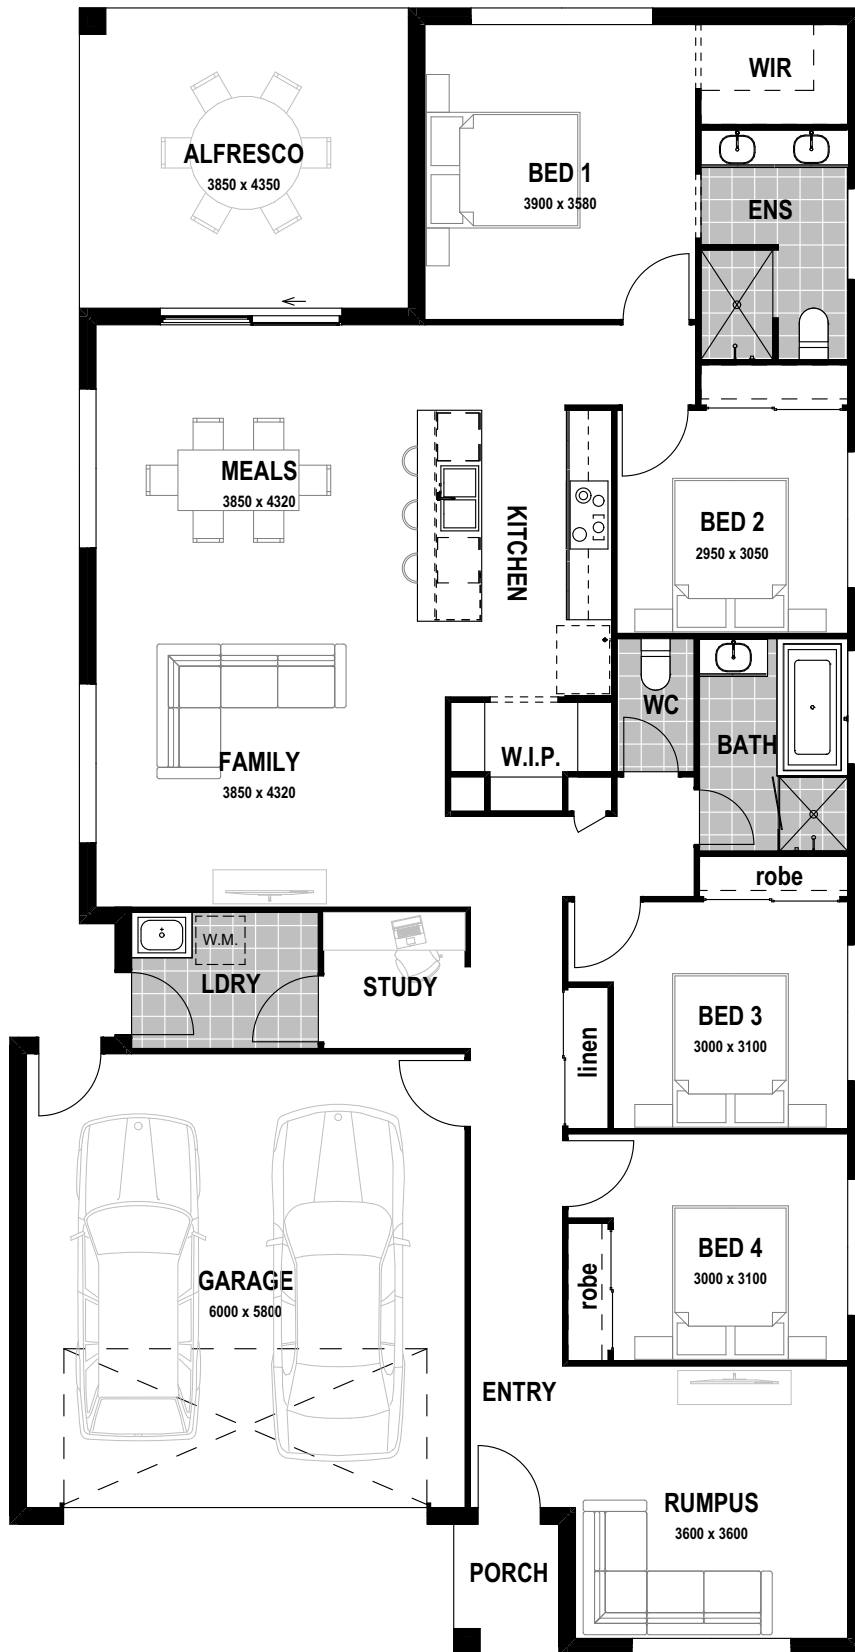 WIR
ALFRESCO
3850 x 4350
BED 1
3900 x 3580
ENS
MEALS
3850 x 4320
KITCHEN
BED 2
2950 x 3050
WC
BATH
W.I.P.
FAMILY
3850 x 4320
robe
W.M.
LDRY
STUDY
BED 3
3000 x 3100
linen
BED 4
3000 x 3100
robe
GARAGE
6000 x 5800
ENTRY
RUMPUS
3600 x 3600
PORCH